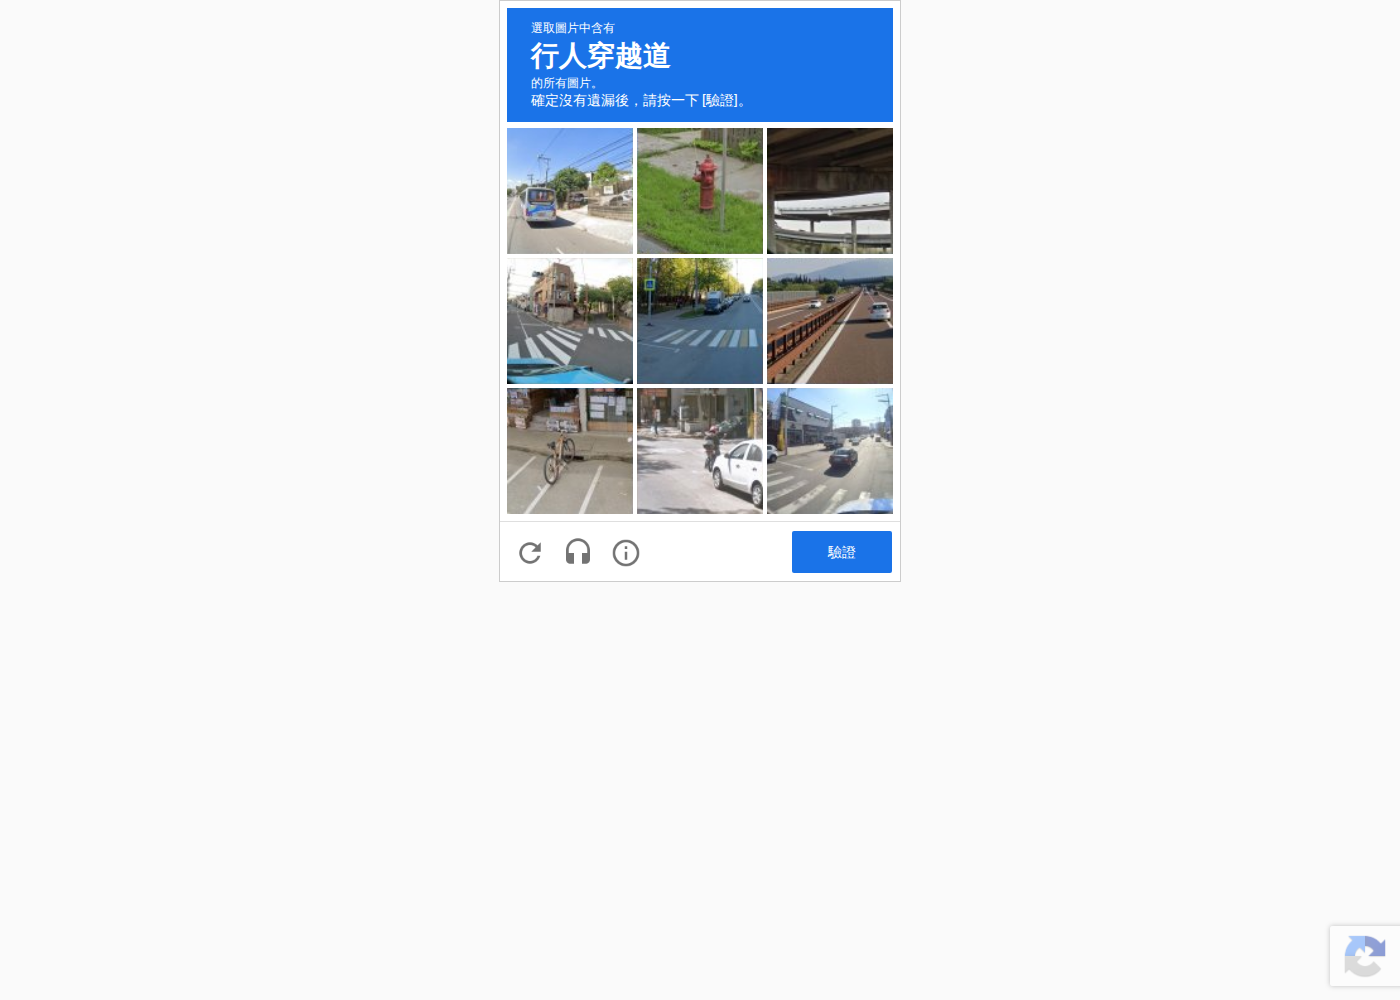 選取圖片中含有
行人穿越道
的所有圖片。
確定沒有遺漏後，請按一下 [驗證]。
驗證